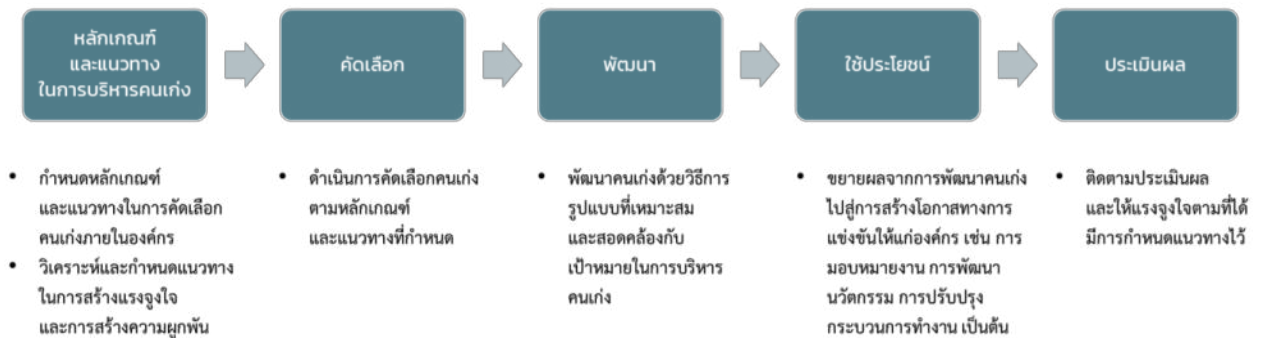 หลักเกณฑ์
และแนวทาง
ในการบริหารคนเก่ง
คัดเลือก
พัฒนา
ใช้ประโยชน์
ประเมินผล
• กำหนดหลักเกณฑ์
และแนวทางในการคัดเลือก
คนเก่งภายในองค์กร
• วิเคราะห์และกำหนดแนวทาง
ในการสร้างแรงจูงใจ
และการสร้างความผูกพัน
• ดำเนินการคัดเลือกคนเก่ง
ตามหลักเกณฑ์
และแนวทางที่กำหนด
• พัฒนาคนเก่งด้วยวิธีการ
รูปแบบที่เหมาะสม
และสอดคล้องกับ
เป้าหมายในการบริหาร
คนเก่ง
• ขยายผลจากการพัฒนาคนเก่ง
ไปสู่การสร้างโอกาสทางการ
แข่งขันให้แก่องค์กร เช่น การ
มอบหมายงาน การพัฒนา
นวัตกรรม การปรับปรุง
กระบวนการทำงาน เป็นต้น
• ติดตามประเมินผล
และให้แรงจูงใจตามที่ได้
มีการกำหนดแนวทางไว้